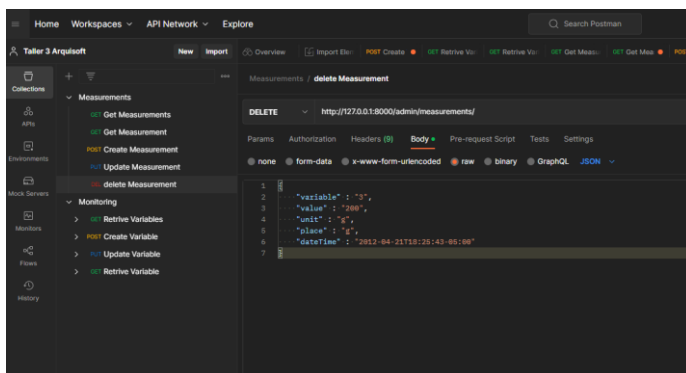 Home Workspaces API Network Explore Search Postman
Taller 3 Arquisoft New Import Overview Import Elen POST Create GET Retrive Var GET Retrive Var GET Get Measu GET Get Mea POS
Collections
APIs
Environments
Mock Servers
Monitors
Flows
History
Measurements
GET Get Measurements
GET Get Measurement
POST Create Measurement
PUT Update Measurement
DEL delete Measurement
Monitoring
GET Retrive Variables
POST Create Variable
PUT Update Variable
GET Retrive Variable
Measurements / delete Measurement
DELETE http://127.0.0.1:8000/admin/measurements/
Params Authorization Headers (9) Body Pre-request Script Tests Settings
none form-data x-www-form-urlencoded raw binary GraphQL JSON
1 {
2 "variable" : "3",
3 "value" : "200",
4 "unit" : "g",
5 "place" : "g",
6 "dateTime" : "2012-04-21T18:25:43-05:00"
7 }